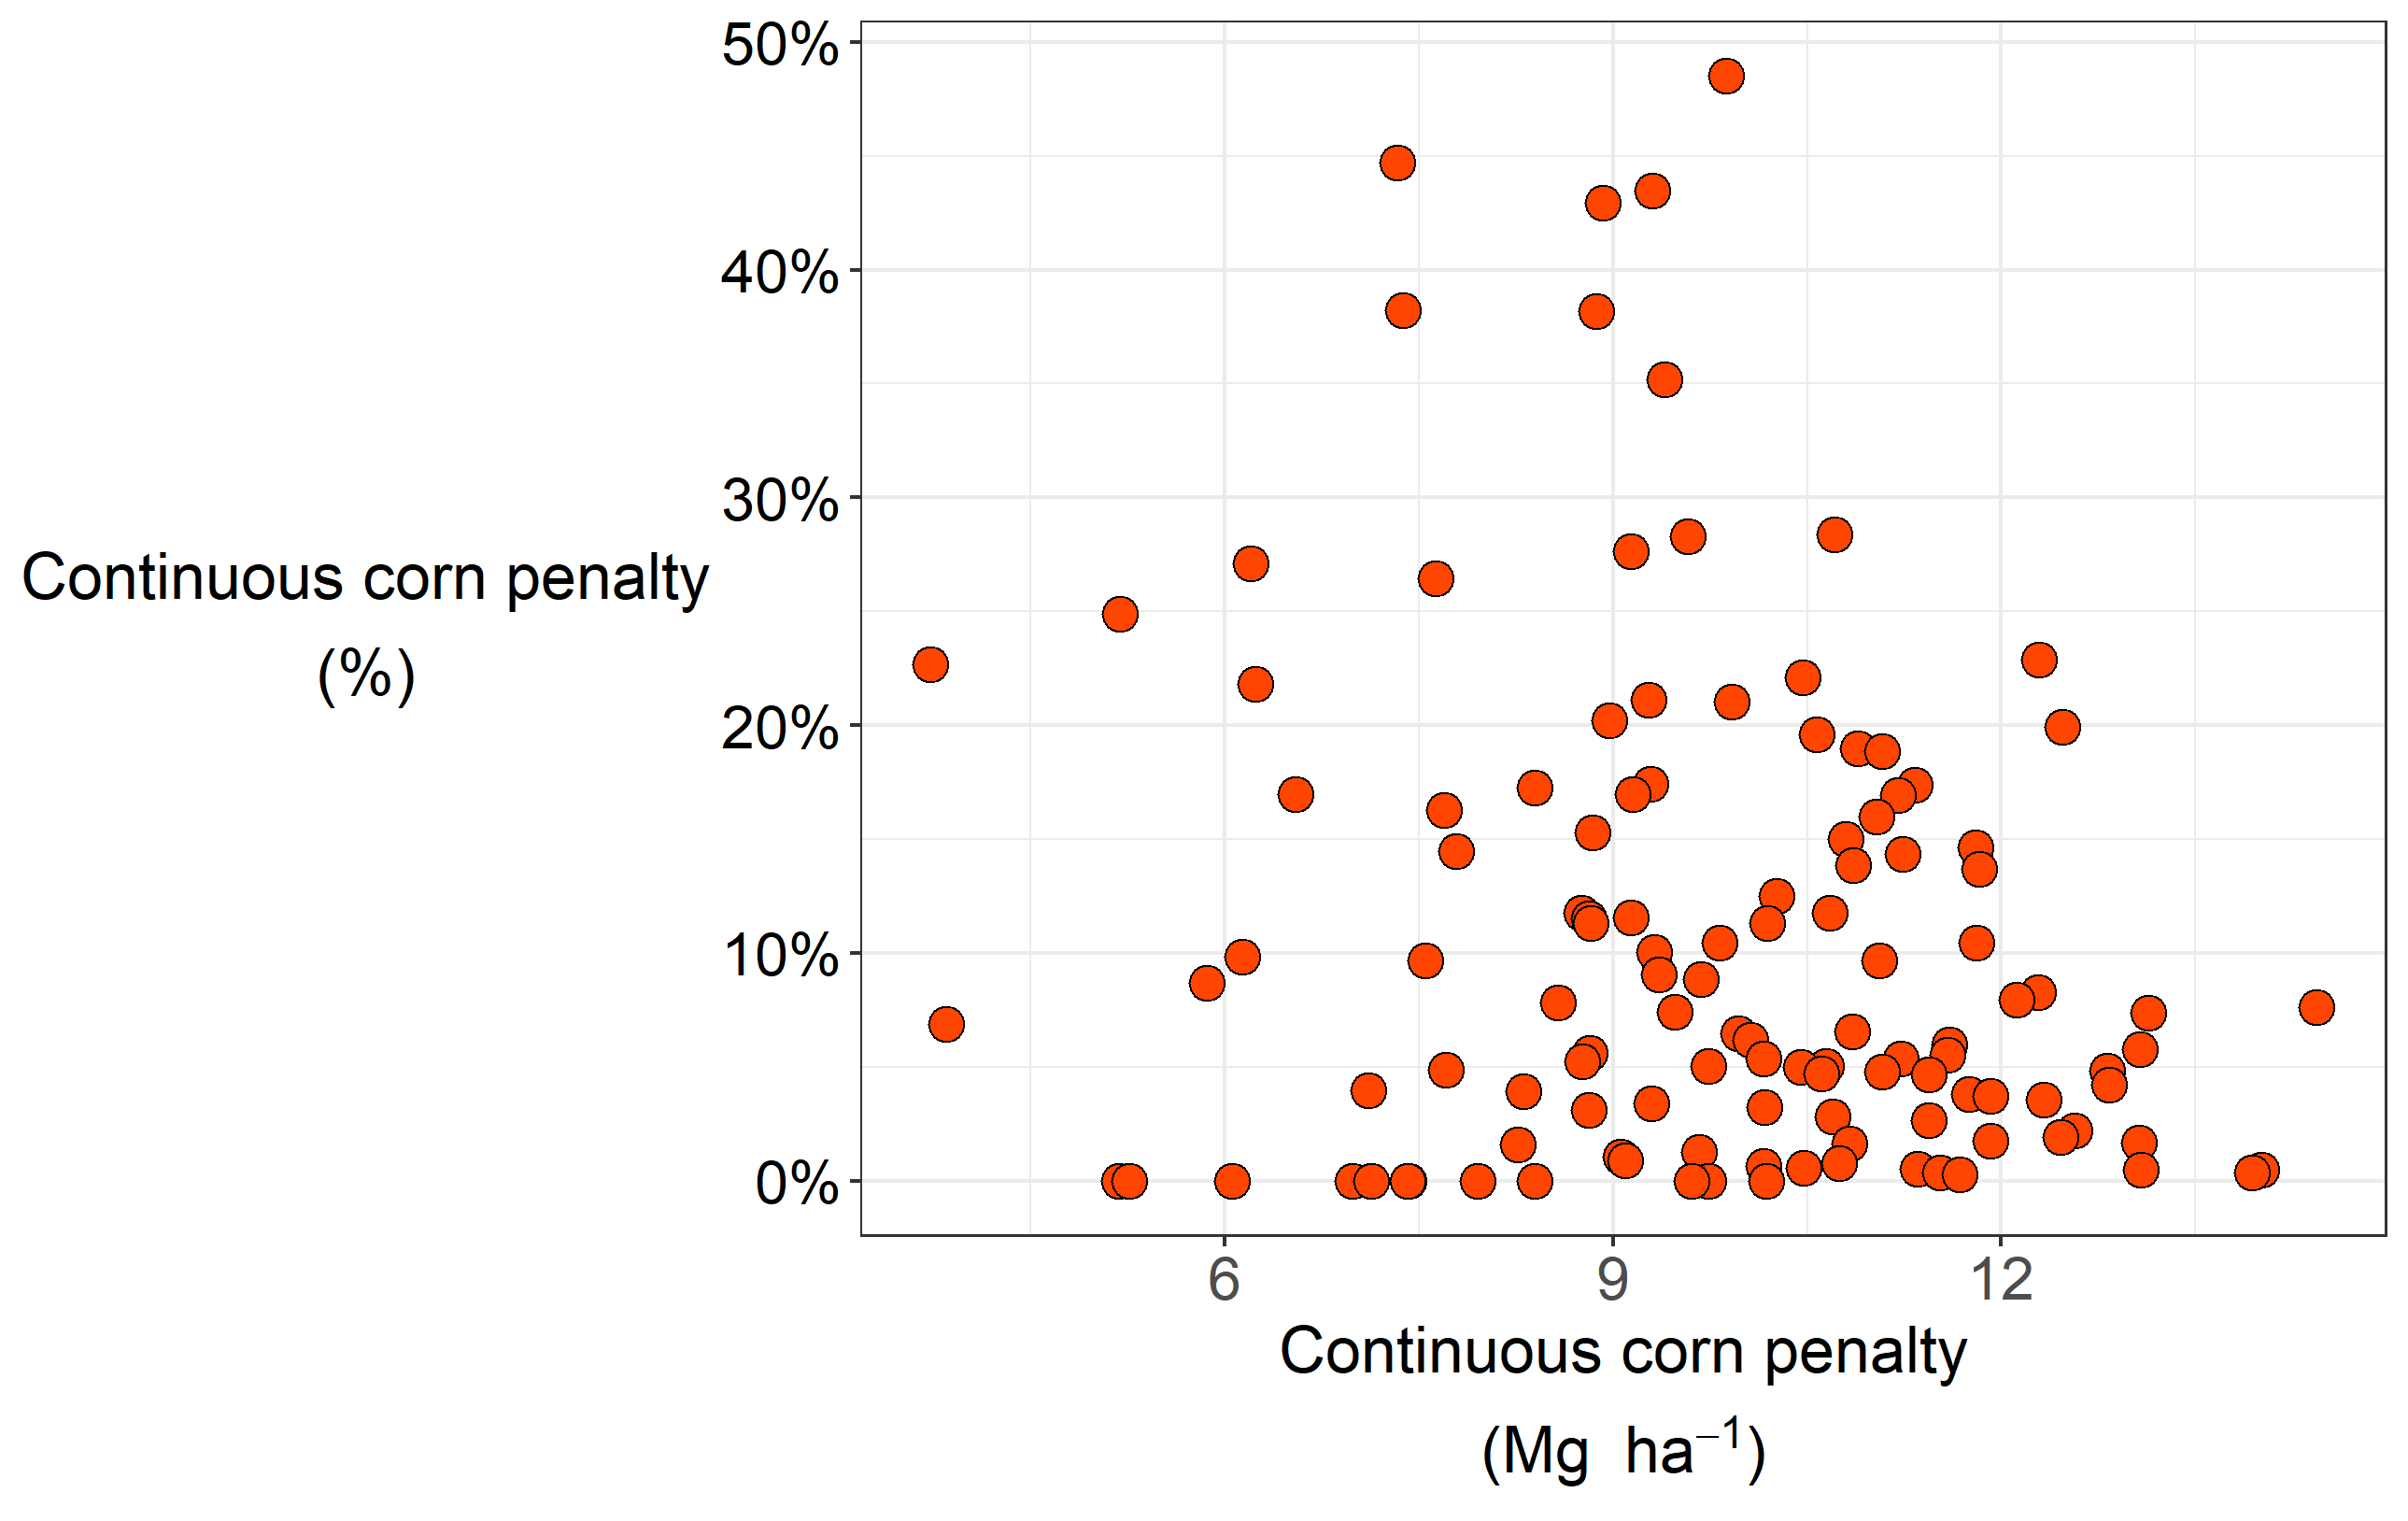 50%
40%
30%
20%
10%
0%
Continuous corn penalty
(%)
6 9 12
Continuous corn penalty
(Mg ha⁻¹)